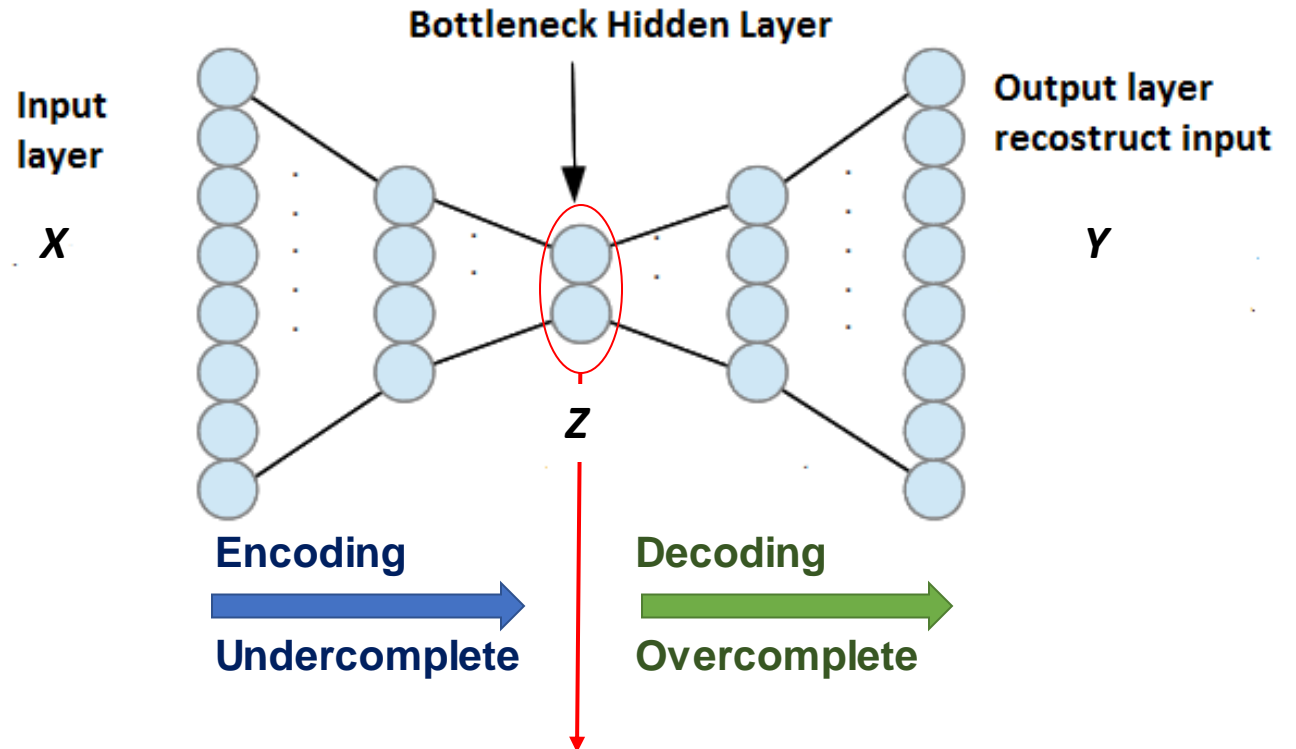 Bottleneck Hidden Layer
Input
layer
X
Output layer
recostruct input
Y
Z
Encoding
Undercomplete
Decoding
Overcomplete